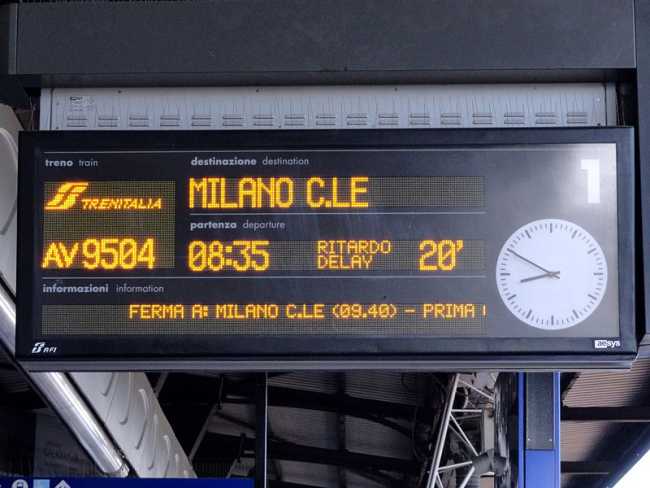 treno train
destinazione destination
1
TRENITALIA
MILANO C.LE
partenza departure
AV 9504
08:35
RITARDO
DELAY
20'
informazioni information
FERMA A: MILANO C.LE (09.40) - PRIMA
RFI
aesys